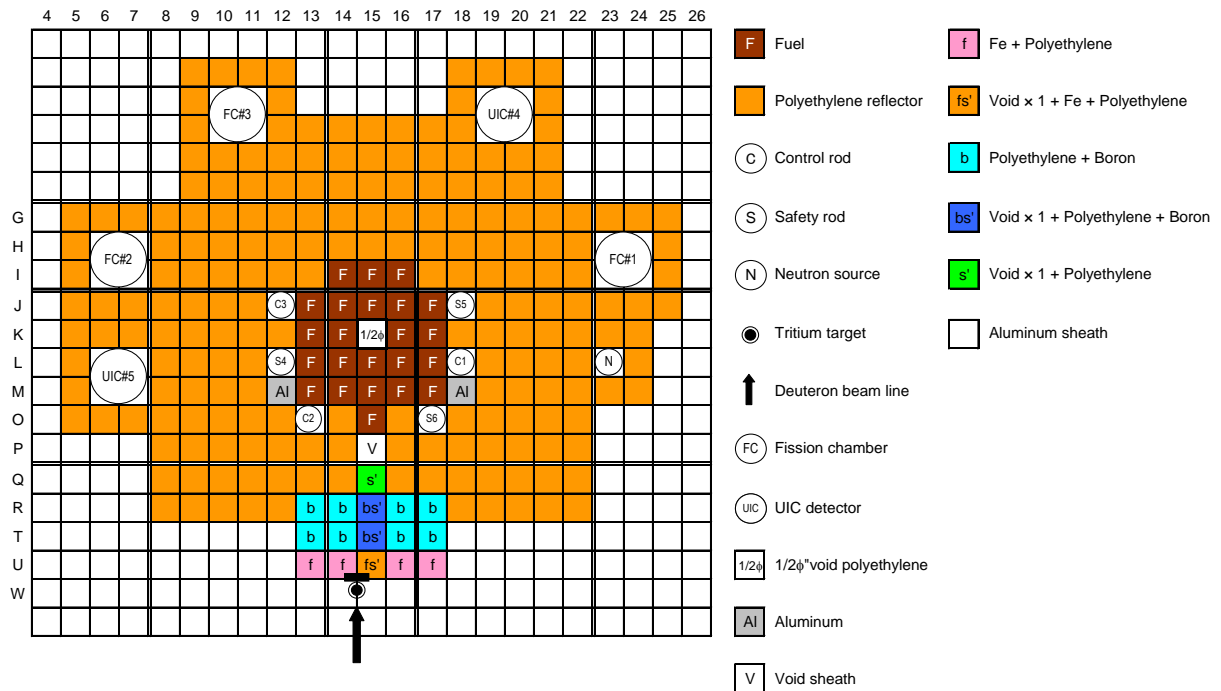 4 5 6 7 8 9 10 11 12 13 14 15 16 17 18 19 20 21 22 23 24 25 26
FC#3 UIC#4
G
H
FC#2 FC#1
I F F F
J C3 F F F F F S5
K F F 1/2φ F F
L UIC#5 S4 F F F F F C1 N
M Al F F F F F Al
O C2 F S6
P V
Q s'
R b b bs' b b
T b b bs' b b
U f f fs' f f
W
F Fuel
Polyethylene reflector
C Control rod
S Safety rod
N Neutron source
Tritium target
Deuteron beam line
FC Fission chamber
UIC UIC detector
1/2φ 1/2φ"void polyethylene
Al Aluminum
V Void sheath
f Fe + Polyethylene
fs' Void × 1 + Fe + Polyethylene
b Polyethylene + Boron
bs' Void × 1 + Polyethylene + Boron
s' Void × 1 + Polyethylene
Aluminum sheath